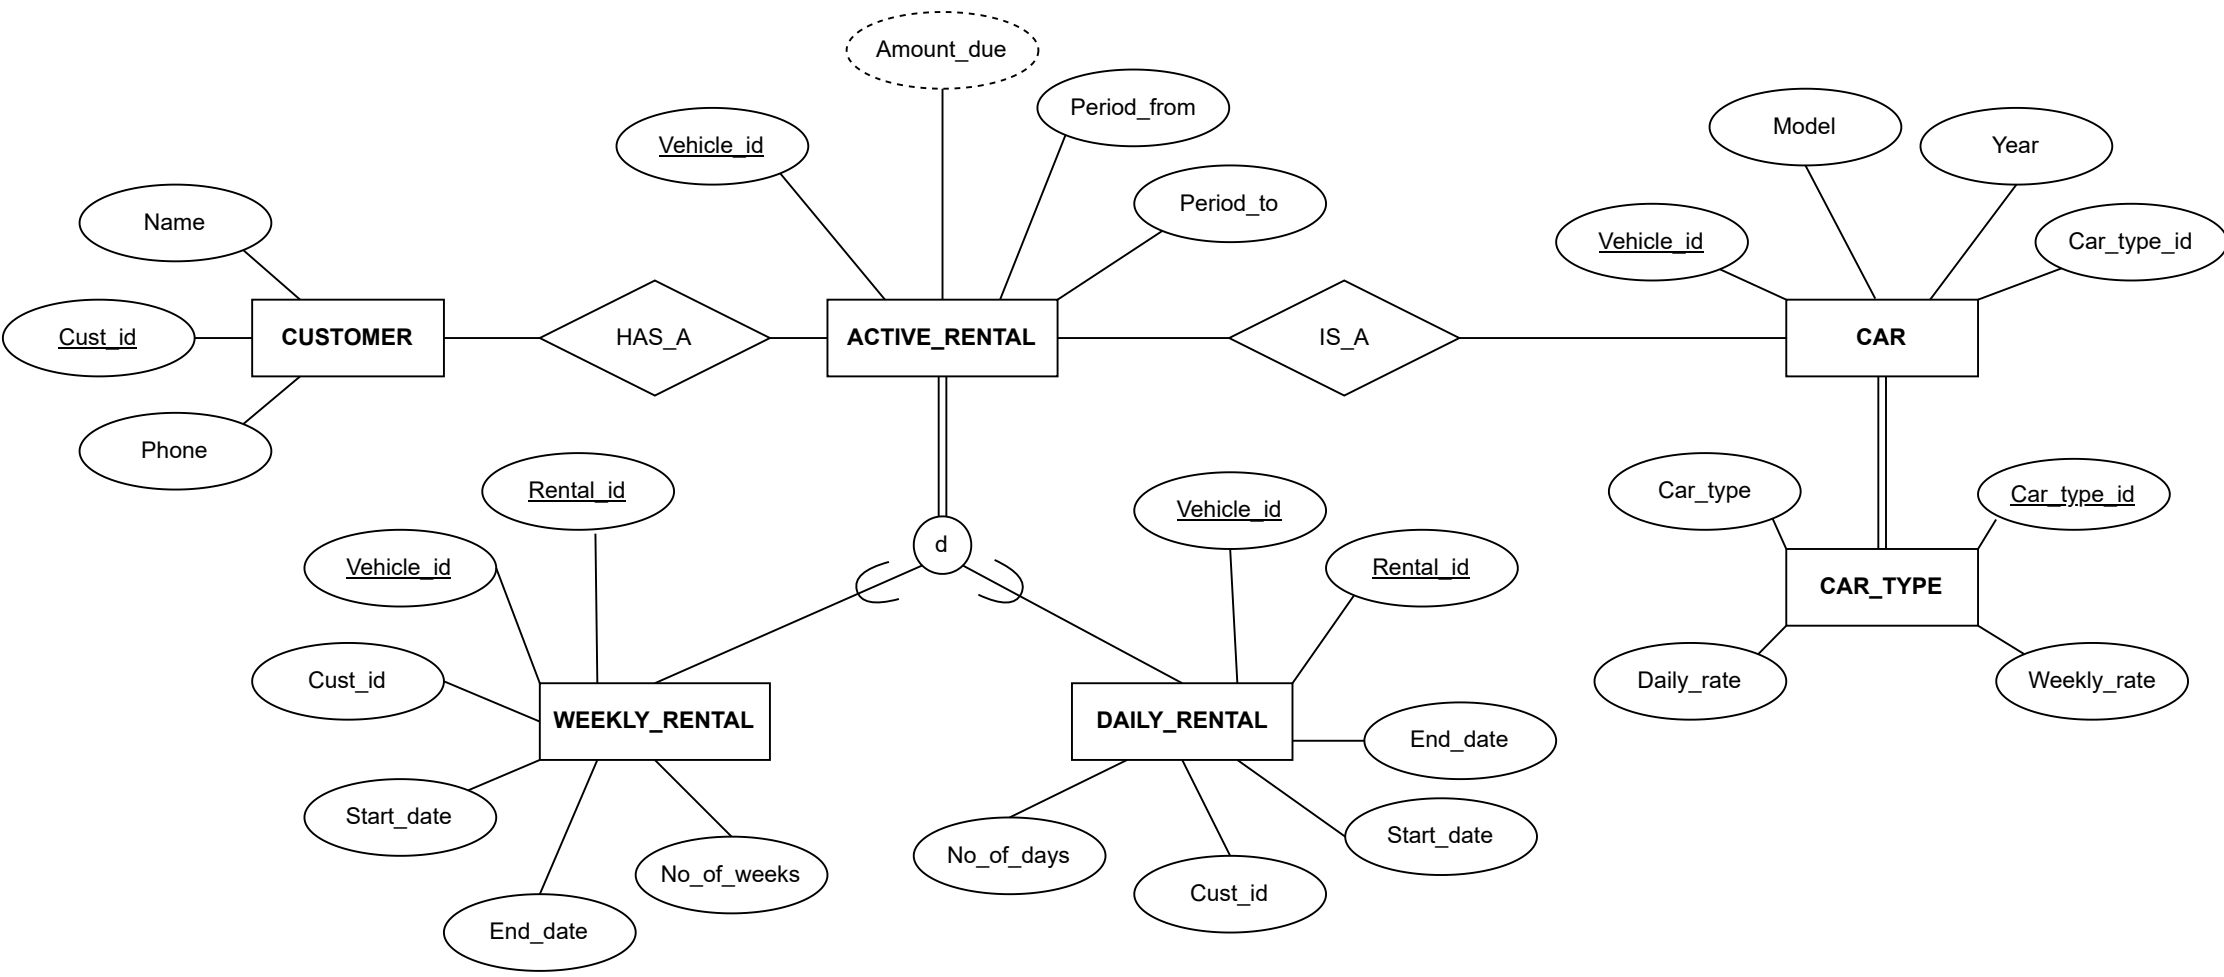 Amount_due
Period_from
Model
Vehicle_id
Year
Period_to
Name
Vehicle_id
Car_type_id
Cust_id
CUSTOMER
HAS_A
ACTIVE_RENTAL
IS_A
CAR
Phone
Rental_id
Car_type
Car_type_id
Vehicle_id
d
Vehicle_id
Rental_id
CAR_TYPE
Cust_id
Daily_rate
Weekly_rate
WEEKLY_RENTAL
DAILY_RENTAL
End_date
Start_date
Start_date
No_of_days
No_of_weeks
Cust_id
End_date